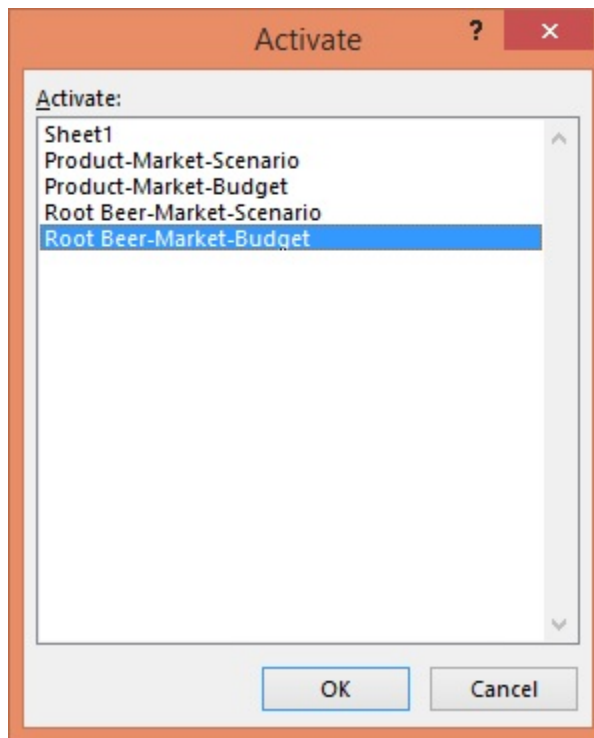 Activate
?
×
Activate:
Sheet1
Product-Market-Scenario
Product-Market-Budget
Root Beer-Market-Scenario
Root Beer-Market-Budget
OK
Cancel